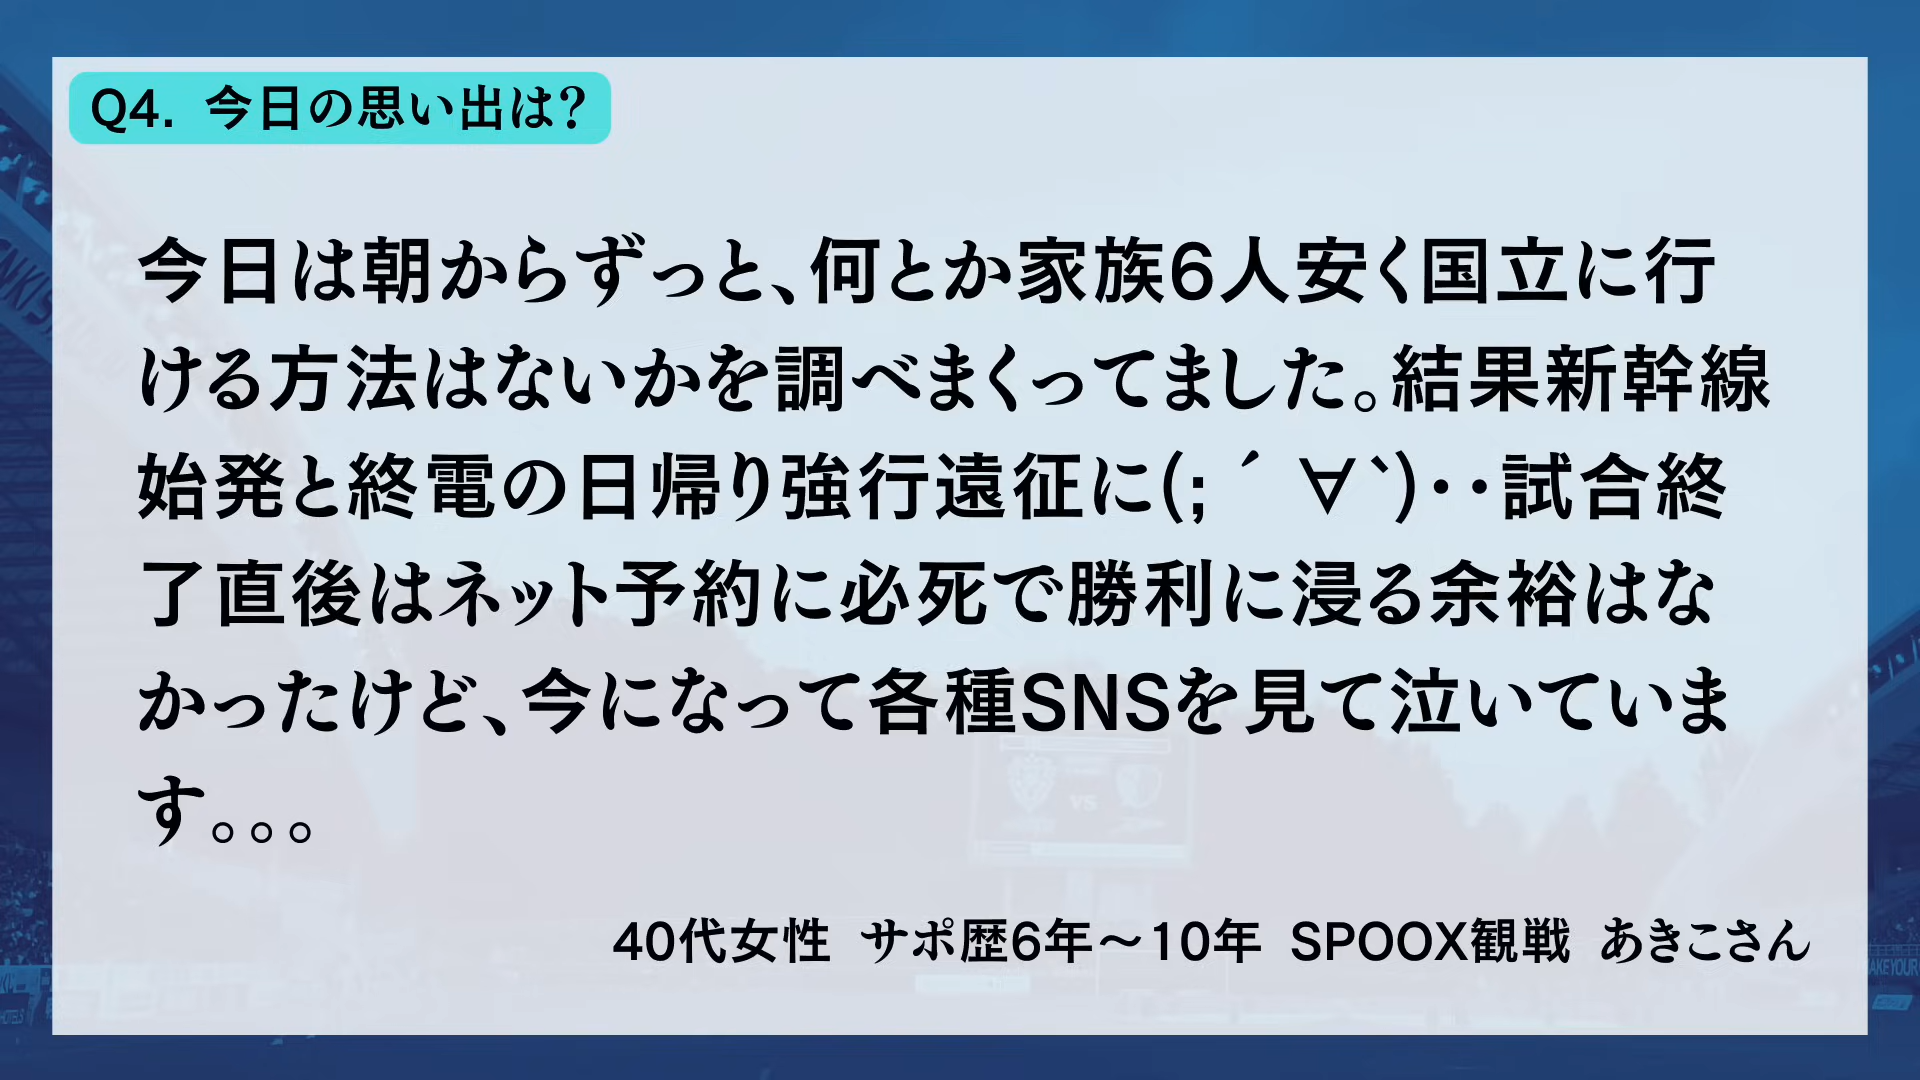 Q4. 今日の思い出は?
今日は朝からずっと、何とか家族6人安く国立に行
ける方法はないかを調べまくってました。結果新幹線
始発と終電の日帰り強行遠征に(;´∀`)・・試合終
了直後はネット予約に必死で勝利に浸る余裕はな
かったけど、今になって各種SNSを見て泣いていま
す。。。
40代女性 サポ歴6年～10年 SPOOX観戦 あきこさん
VS